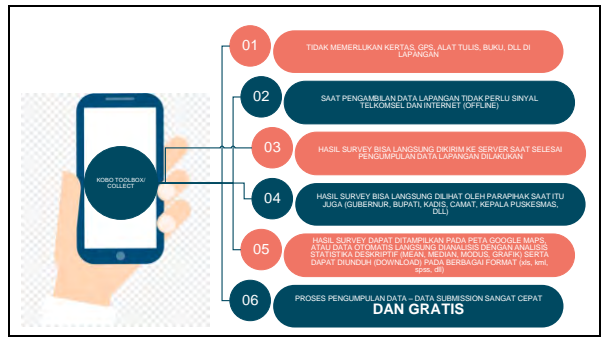 KOBO TOOLBOX/
COLLECT
01
TIDAK MEMERLUKAN KERTAS, GPS, ALAT TULIS, BUKU, DLL DI
LAPANGAN
02
SAAT PENGAMBILAN DATA LAPANGAN TIDAK PERLU SINYAL
TELKOMSEL DAN INTERNET (OFFLINE)
03
HASIL SURVEY BISA LANGSUNG DIKIRIM KE SERVER SAAT SELESAI
PENGUMPULAN DATA LAPANGAN DILAKUKAN
04
HASIL SURVEY BISA LANGSUNG DILIHAT OLEH PARAPIHAK SAAT ITU
JUGA (GUBERNUR, BUPATI, KADIS, CAMAT, KEPALA PUSKESMAS,
DLL)
05
HASIL SURVEY DAPAT DITAMPILKAN PADA PETA GOOGLE MAPS,
ATAU DATA OTOMATIS LANGSUNG DIANALISIS DENGAN ANALISIS
STATISTIKA DESKRIPTIF (MEAN, MEDIAN, MODUS, GRAFIK) SERTA
DAPAT DIUNDUH (DOWNLOAD) PADA BERBAGAI FORMAT (xls, kml,
spss, dll)
06
PROSES PENGUMPULAN DATA – DATA SUBMISSION SANGAT CEPAT
DAN GRATIS